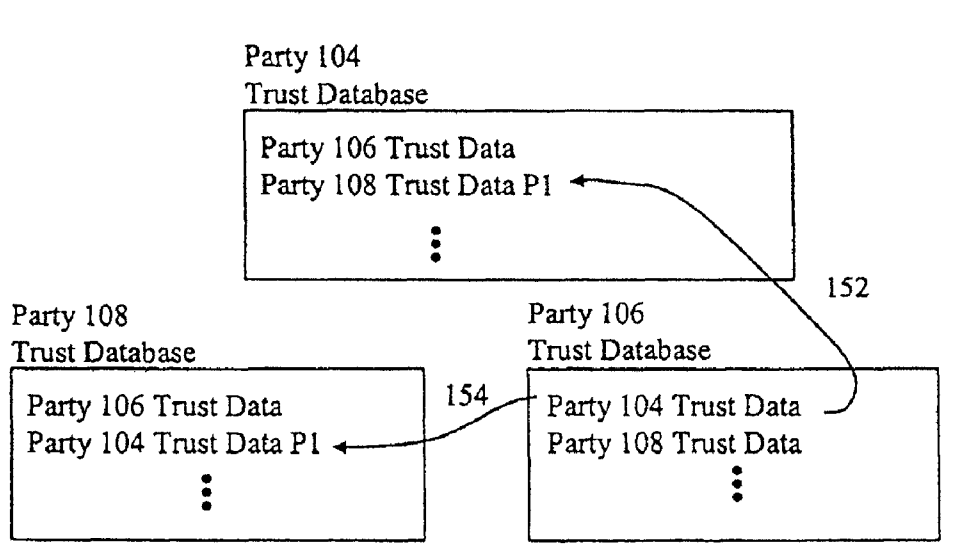 Party 104
Trust Database
Party 106 Trust Data
Party 108 Trust Data P1
152
Party 108
Trust Database
Party 106 Trust Data
Party 104 Trust Data P1
154
Party 106
Trust Database
Party 104 Trust Data
Party 108 Trust Data